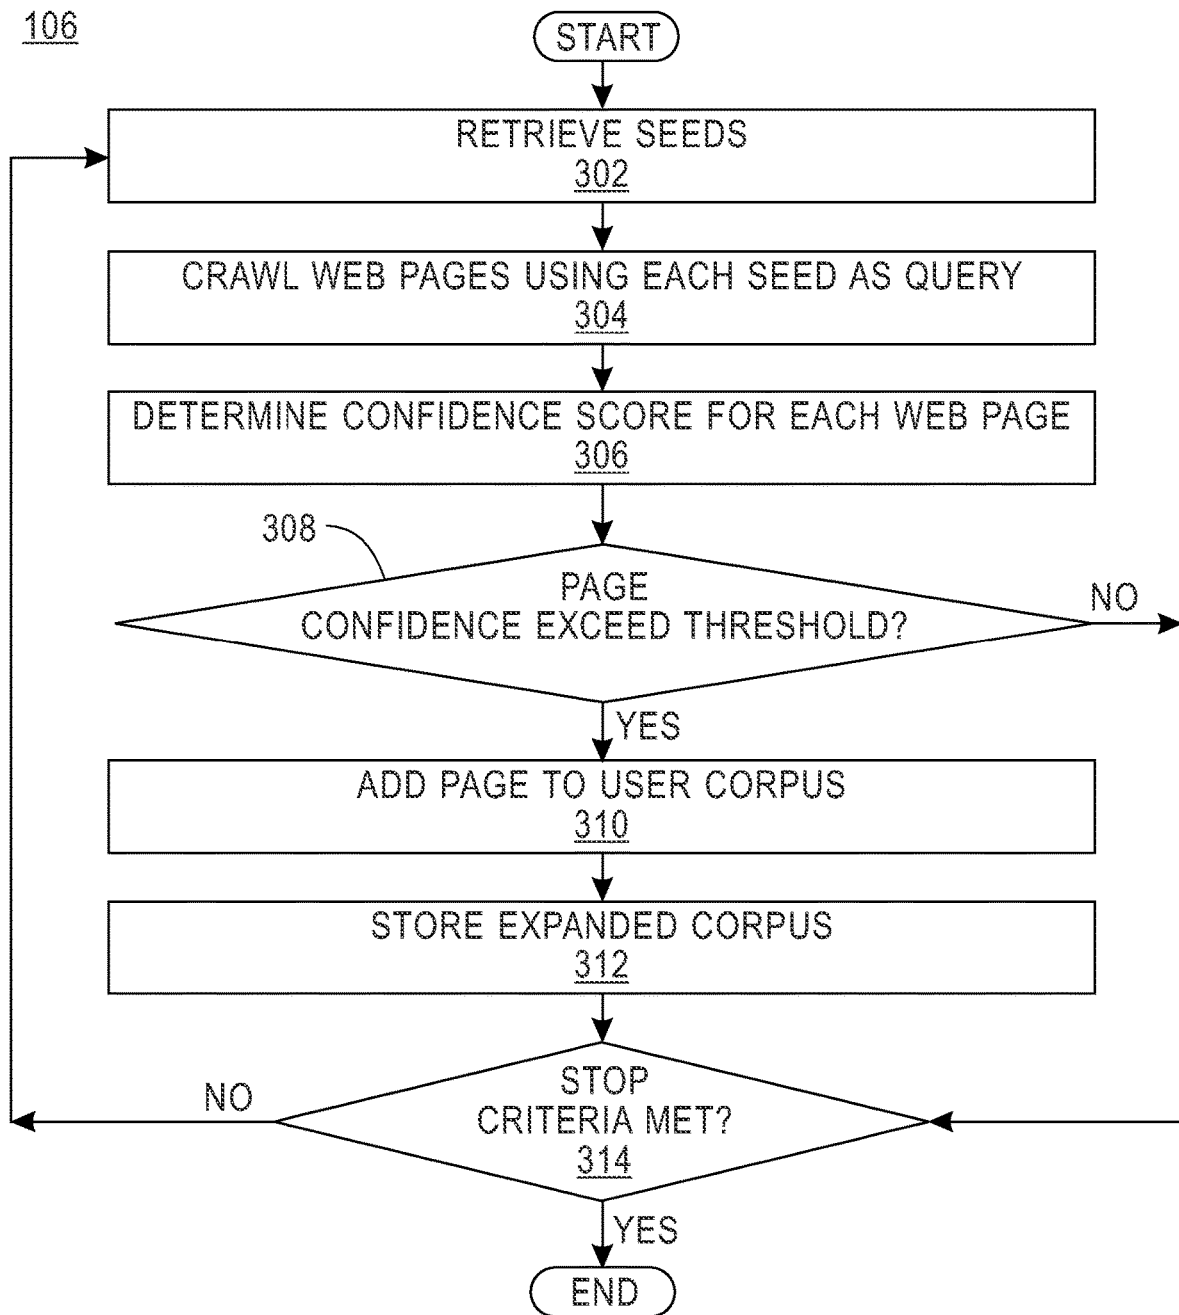 106
START
RETRIEVE SEEDS
302
CRAWL WEB PAGES USING EACH SEED AS QUERY
304
DETERMINE CONFIDENCE SCORE FOR EACH WEB PAGE
306
308
PAGE
CONFIDENCE EXCEED THRESHOLD?
NO
YES
ADD PAGE TO USER CORPUS
310
STORE EXPANDED CORPUS
312
STOP
CRITERIA MET?
314
NO
YES
END